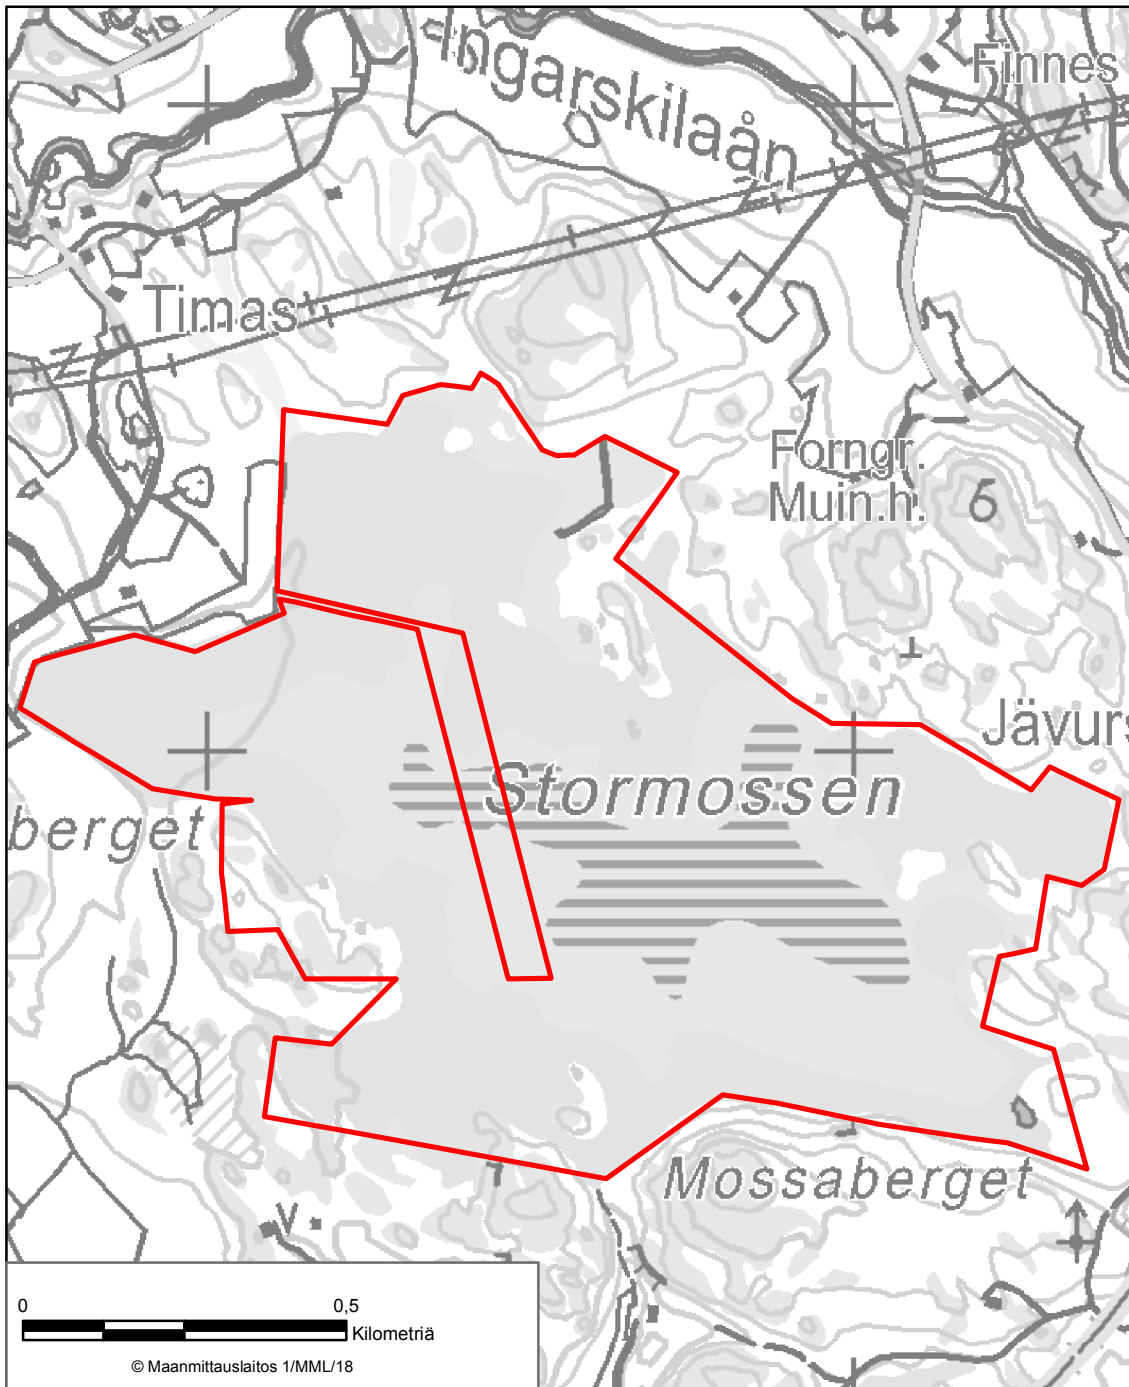 Ingarskilaån
Finnes
Timas
Forngr.
Muin.h.
6
Jävurs
Stormossen
berget
Mossaberget
0 0,5
Kilometriä
© Maanmittauslaitos 1/MML/18